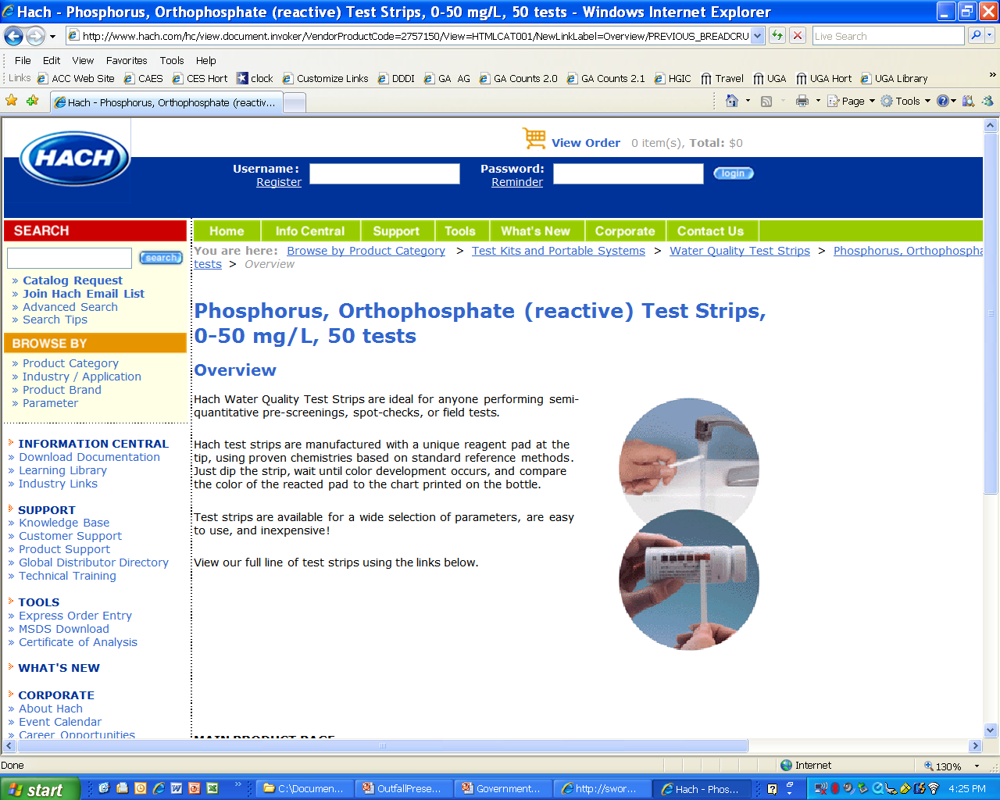 Hach - Phosphorus, Orthophosphate (reactive) Test Strips, 0-50 mg/L, 50 tests - Windows Internet Explorer
http://www.hach.com/hc/view.document.invoker/VendorProductCode=2757150/View=HTMLCAT001/NewLinkLabel=Overview/PREVIOUS_BREADCRU
Live Search
File Edit View Favorites Tools Help
Links ACC Web Site CAES CES Hort clock Customize Links DDDI GA AG GA Counts 2.0 GA Counts 2.1 HGIC Travel UGA UGA Hort UGA Library »
Hach - Phosphorus, Orthophosphate (reactiv...
Page Tools
HACH
View Order 0 item(s), Total: $0
Username: Password: login
Register Reminder
SEARCH
Home Info Central Support Tools What's New Corporate Contact Us
search
You are here: Browse by Product Category > Test Kits and Portable Systems > Water Quality Test Strips > Phosphorus, Orthophospha
tests > Overview
» Catalog Request
» Join Hach Email List
» Advanced Search
» Search Tips
BROWSE BY
» Product Category
» Industry / Application
» Product Brand
» Parameter
INFORMATION CENTRAL
» Download Documentation
» Learning Library
» Industry Links
SUPPORT
» Knowledge Base
» Customer Support
» Product Support
» Global Distributor Directory
» Technical Training
TOOLS
» Express Order Entry
» MSDS Download
» Certificate of Analysis
WHAT'S NEW
CORPORATE
» About Hach
» Event Calendar
» Career Opportunities
Phosphorus, Orthophosphate (reactive) Test Strips,
0-50 mg/L, 50 tests
Overview
Hach Water Quality Test Strips are ideal for anyone performing semi-
quantitative pre-screenings, spot-checks, or field tests.
Hach test strips are manufactured with a unique reagent pad at the
tip, using proven chemistries based on standard reference methods.
Just dip the strip, wait until color development occurs, and compare
the color of the reacted pad to the chart printed on the bottle.
Test strips are available for a wide selection of parameters, are easy
to use, and inexpensive!
View our full line of test strips using the links below.
MAIN PRODUCT PAGE
Done Internet 130%
start » C:\Documen... OutfallPrese... Government... http://swor... Hach - Phos... 4:25 PM